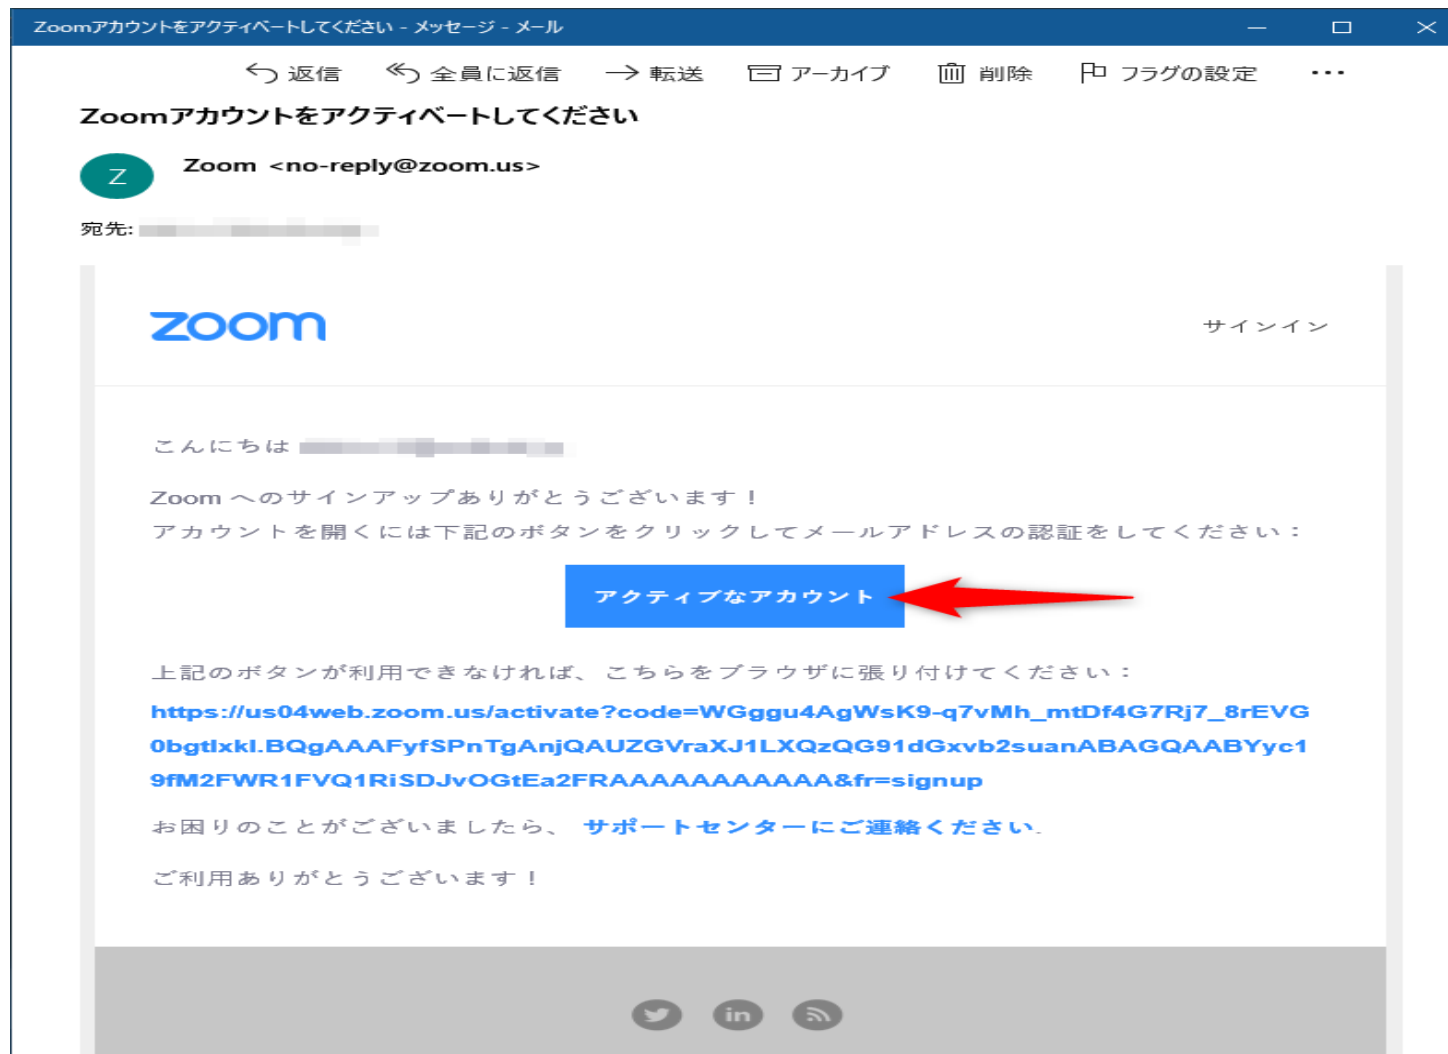 Zoomアカウントをアクティベートしてください - メッセージ - メール
返信 全員に返信 転送 アーカイブ 削除 フラグの設定
Zoomアカウントをアクティベートしてください
Z
Zoom <no-reply@zoom.us>
宛先:
zoom
サインイン
こんにちは
Zoom へのサインアップありがとうございます！
アカウントを開くには下記のボタンをクリックしてメールアドレスの認証をしてください：
アクティブなアカウント
上記のボタンが利用できなければ、こちらをブラウザに張り付けてください：
https://us04web.zoom.us/activate?code=WGggu4AgWsK9-q7vMh_mtDf4G7Rj7_8rEVG
0bgtIxkI.BQgAAAFyfSPnTgAnjQAUZGVraXJ1LXQzQG91dGxvb2suanABAGQAABYyc1
9fM2FWR1FVQ1RiSDJvOGtEa2FRAAAAAAAAAAA&fr=signup
お困りのことがございましたら、 サポートセンターにご連絡ください.
ご利用ありがとうございます！
in